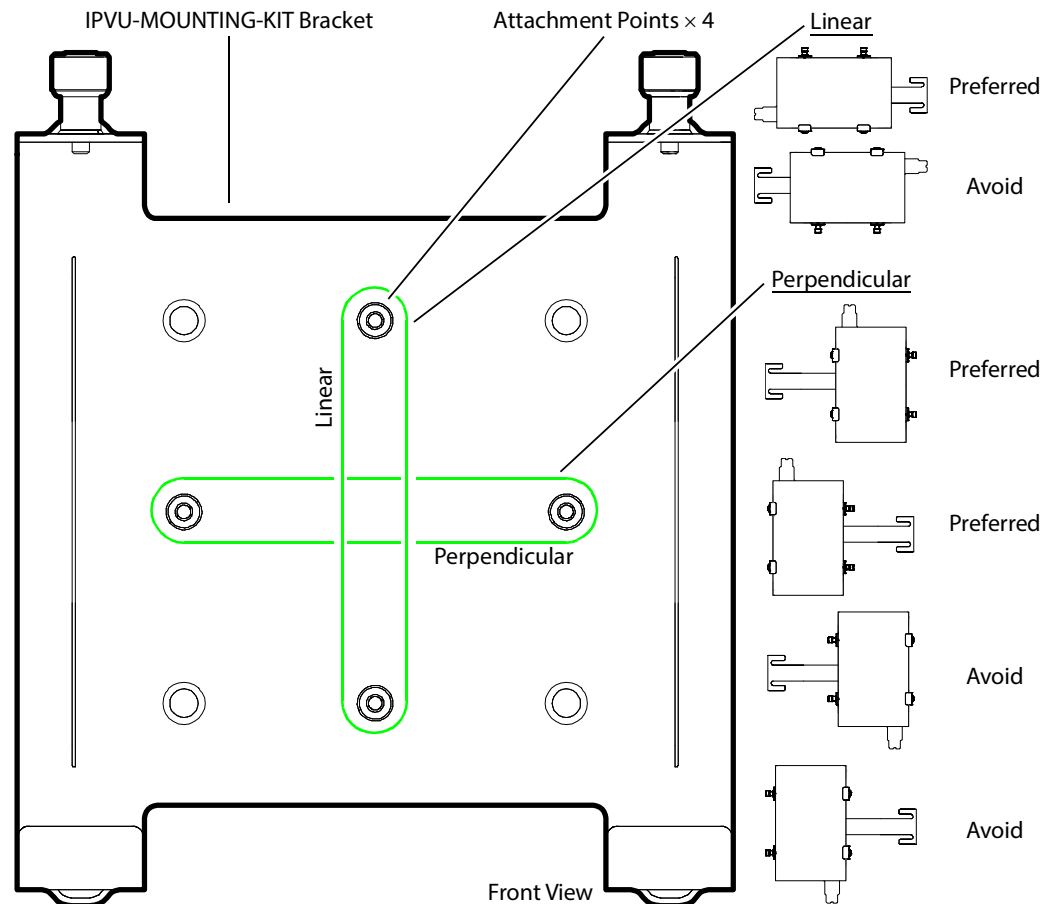 IPVU-MOUNTING-KIT Bracket
Attachment Points × 4
Linear
Preferred
Avoid
Perpendicular
Linear
Preferred
Preferred
Perpendicular
Avoid
Avoid
Front View